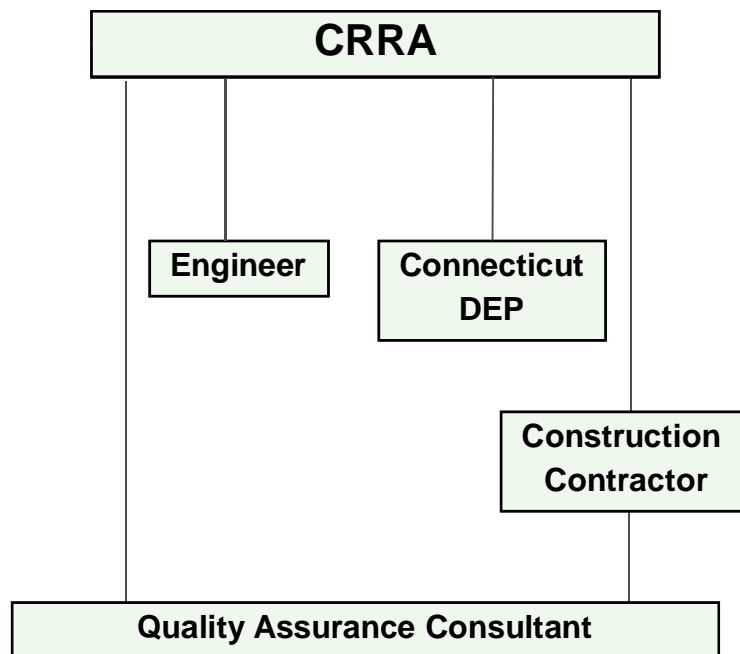 CRRA
Engineer
Connecticut
DEP
Construction
Contractor
Quality Assurance Consultant